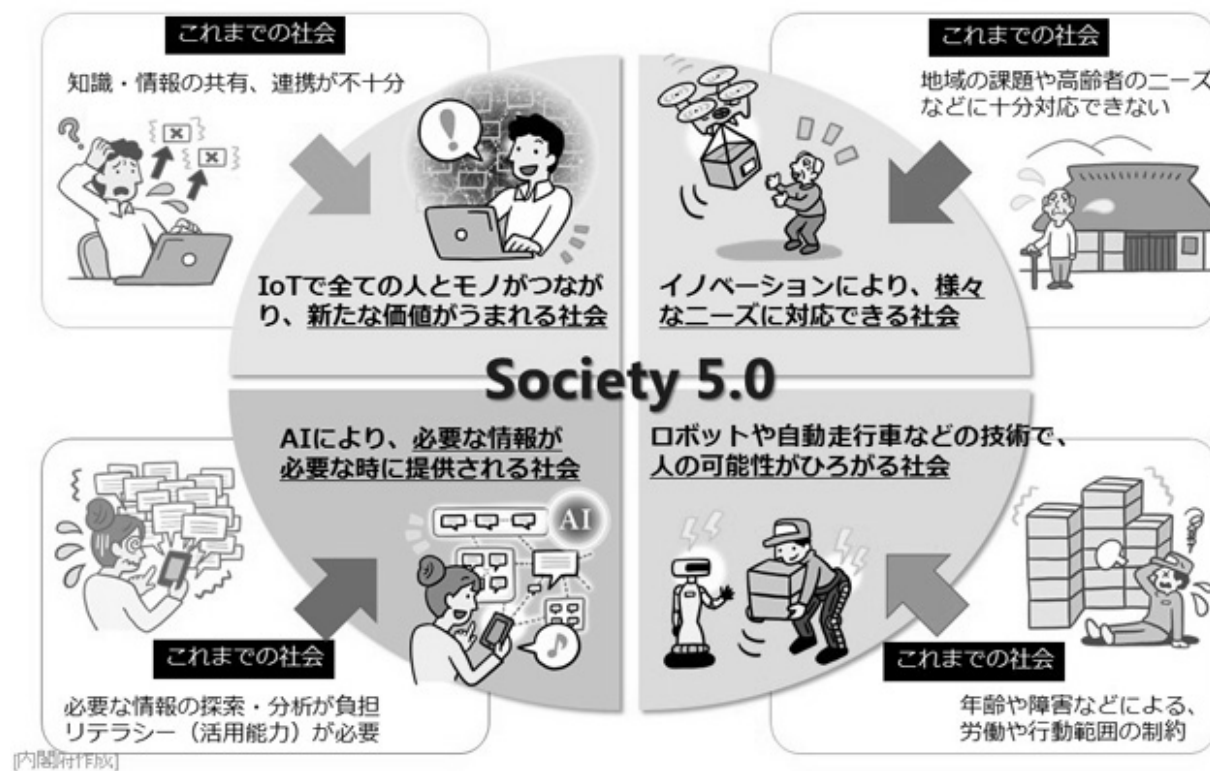 これまでの社会
知識・情報の共有、連携が不十分
IoTで全ての人とモノがつなが
り、新たな価値がうまれる社会
これまでの社会
地域の課題や高齢者のニーズ
などに十分対応できない
イノベーションにより、様々
なニーズに対応できる社会
Society 5.0
AIにより、必要な情報が
必要な時に提供される社会
AI
これまでの社会
必要な情報の探索・分析が負担
リテラシー（活用能力）が必要
ロボットや自動走行車などの技術で、
人の可能性がひろがる社会
これまでの社会
年齢や障害などによる、
労働や行動範囲の制約
[内閣府作成]